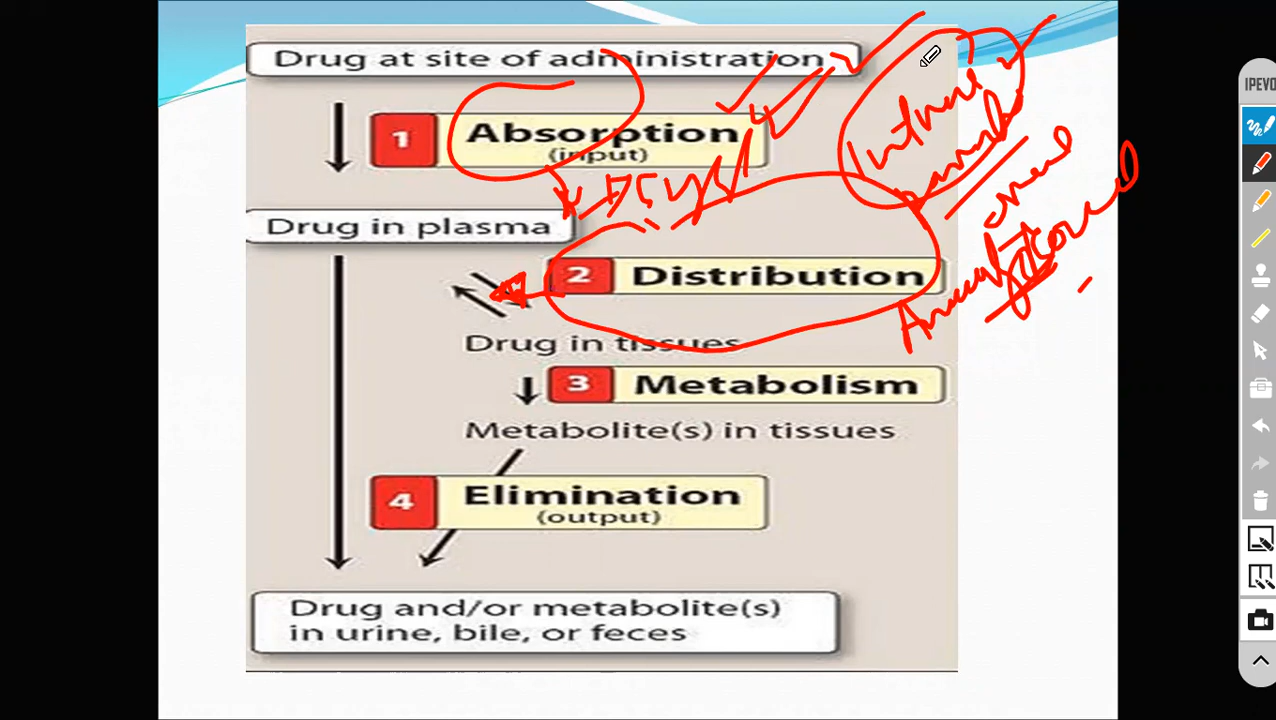 Drug at site of administration
IPEVO
1 Absorption
(input)
Drug in plasma
2 Distribution
Drug in tissues
3 Metabolism
Metabolite(s) in tissues
4 Elimination
(output)
Drug and/or metabolite(s)
in urine, bile, or feces